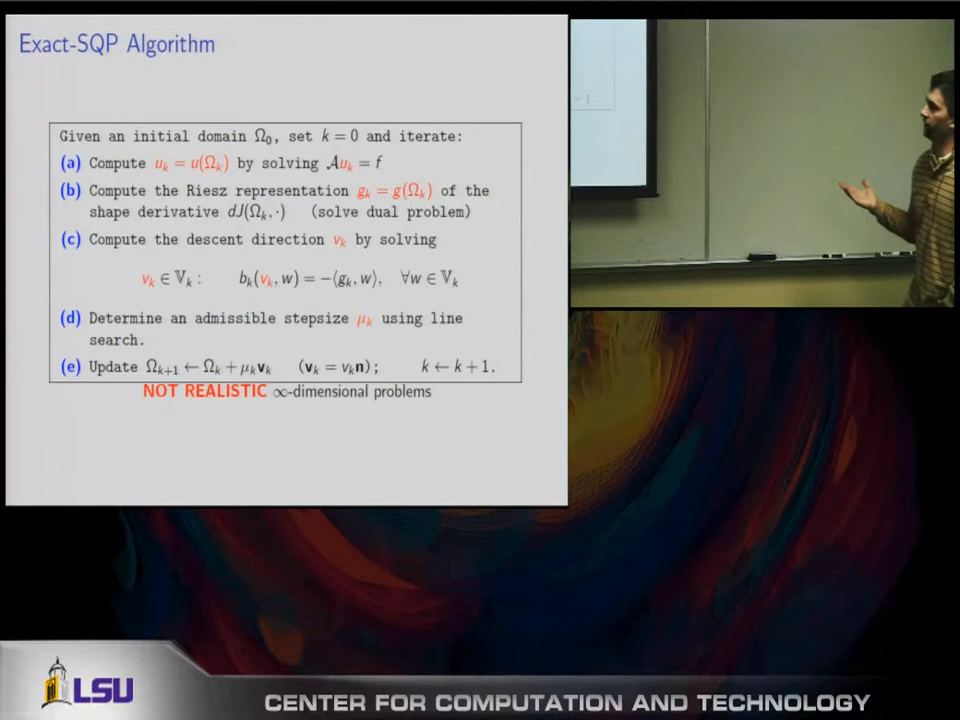 Exact-SQP Algorithm
Given an initial domain Ω₀, set k = 0 and iterate:
(a) Compute uₖ = u(Ωₖ) by solving 𝒜uₖ = f
(b) Compute the Riesz representation gₖ = g(Ωₖ) of the
shape derivative dJ(Ωₖ, ·) (solve dual problem)
(c) Compute the descent direction vₖ by solving
vₖ ∈ 𝕍ₖ : bₖ(vₖ, w) = −⟨gₖ, w⟩, ∀w ∈ 𝕍ₖ
(d) Determine an admissible stepsize μₖ using line
search.
(e) Update Ωₖ₊₁ ← Ωₖ + μₖ𝐯ₖ (𝐯ₖ = vₖ𝐧); k ← k + 1.
NOT REALISTIC ∞-dimensional problems
LSU
CENTER FOR COMPUTATION AND TECHNOLOGY